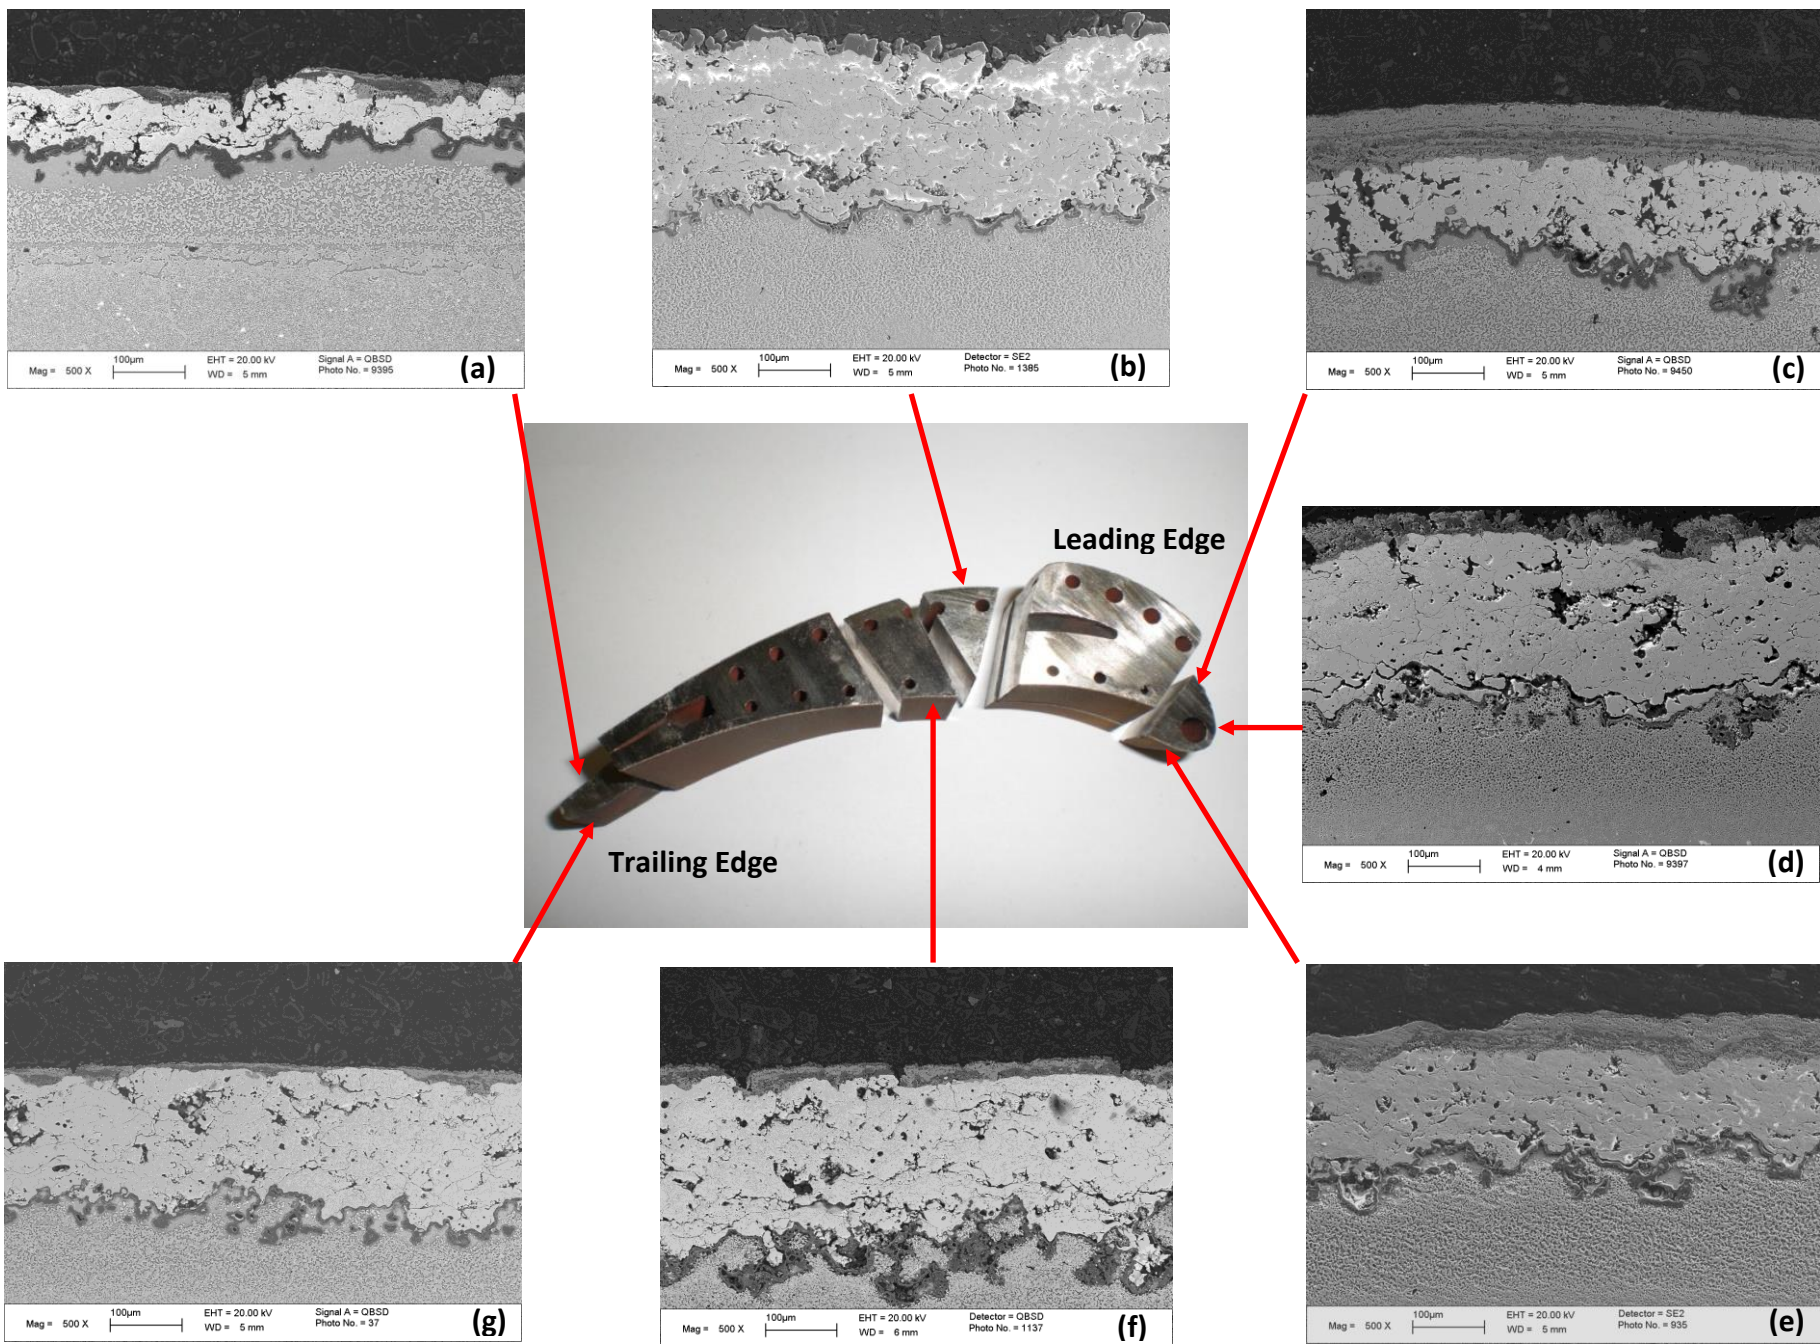 Mag = 500 X 100µm EHT = 20.00 kV Signal A = QBSD
WD = 5 mm Photo No. = 9395
(a)
Mag = 500 X 100µm EHT = 20.00 kV Detector = SE2
WD = 5 mm Photo No. = 1385
(b)
Mag = 500 X 100µm EHT = 20.00 kV Signal A = QBSD
WD = 5 mm Photo No. = 9450
(c)
Leading Edge
Mag = 500 X 100µm EHT = 20.00 kV Signal A = QBSD
WD = 4 mm Photo No. = 9397
(d)
Trailing Edge
Mag = 500 X 100µm EHT = 20.00 kV Signal A = QBSD
WD = 5 mm Photo No. = 37
(g)
Mag = 500 X 100µm EHT = 20.00 kV Detector = QBSD
WD = 6 mm Photo No. = 1137
(f)
Mag = 500 X 100µm EHT = 20.00 kV Detector = SE2
WD = 5 mm Photo No. = 935
(e)